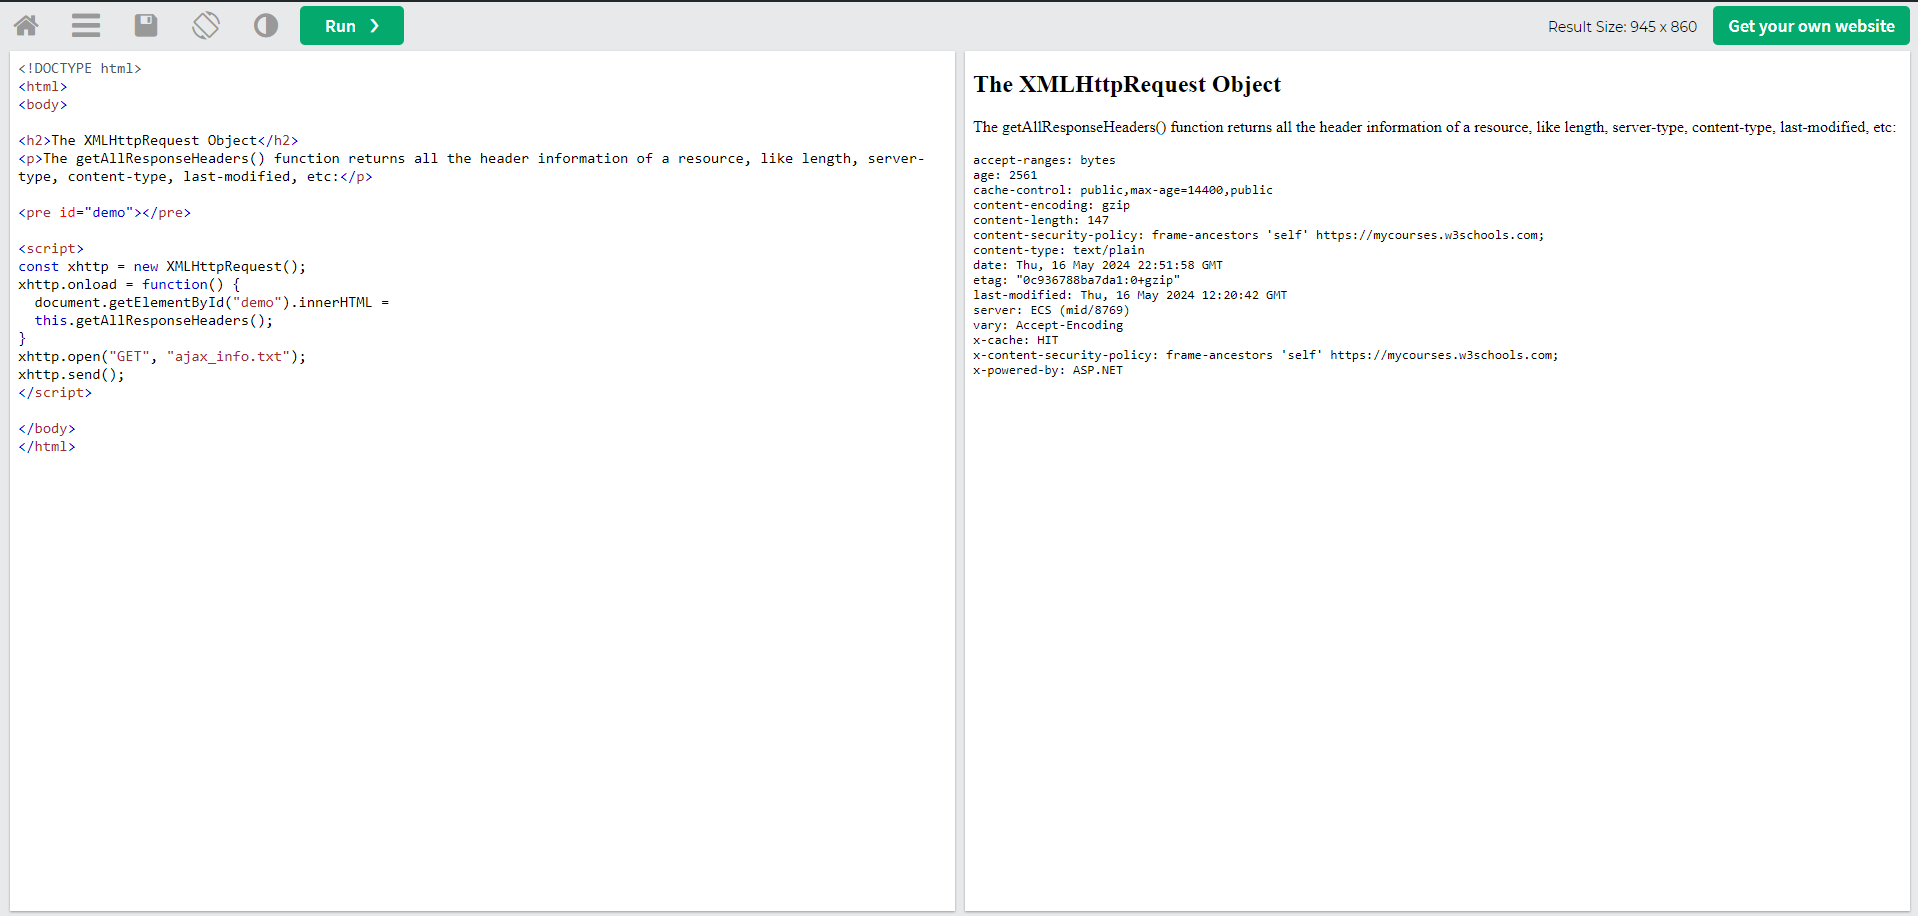 Run ❯
Result Size: 945 x 860
Get your own website
<!DOCTYPE html>
<html>
<body>
<h2>The XMLHttpRequest Object</h2>
<p>The getAllResponseHeaders() function returns all the header information of a resource, like length, server-
type, content-type, last-modified, etc:</p>
<pre id="demo"></pre>
<script>
const xhttp = new XMLHttpRequest();
xhttp.onload = function() {
  document.getElementById("demo").innerHTML =
  this.getAllResponseHeaders();
}
xhttp.open("GET", "ajax_info.txt");
xhttp.send();
</script>
</body>
</html>
The XMLHttpRequest Object
The getAllResponseHeaders() function returns all the header information of a resource, like length, server-type, content-type, last-modified, etc:
accept-ranges: bytes
age: 2561
cache-control: public,max-age=14400,public
content-encoding: gzip
content-length: 147
content-security-policy: frame-ancestors 'self' https://mycourses.w3schools.com;
content-type: text/plain
date: Thu, 16 May 2024 22:51:58 GMT
etag: "0c936788ba7da1:0+gzip"
last-modified: Thu, 16 May 2024 12:20:42 GMT
server: ECS (mid/8769)
vary: Accept-Encoding
x-cache: HIT
x-content-security-policy: frame-ancestors 'self' https://mycourses.w3schools.com;
x-powered-by: ASP.NET